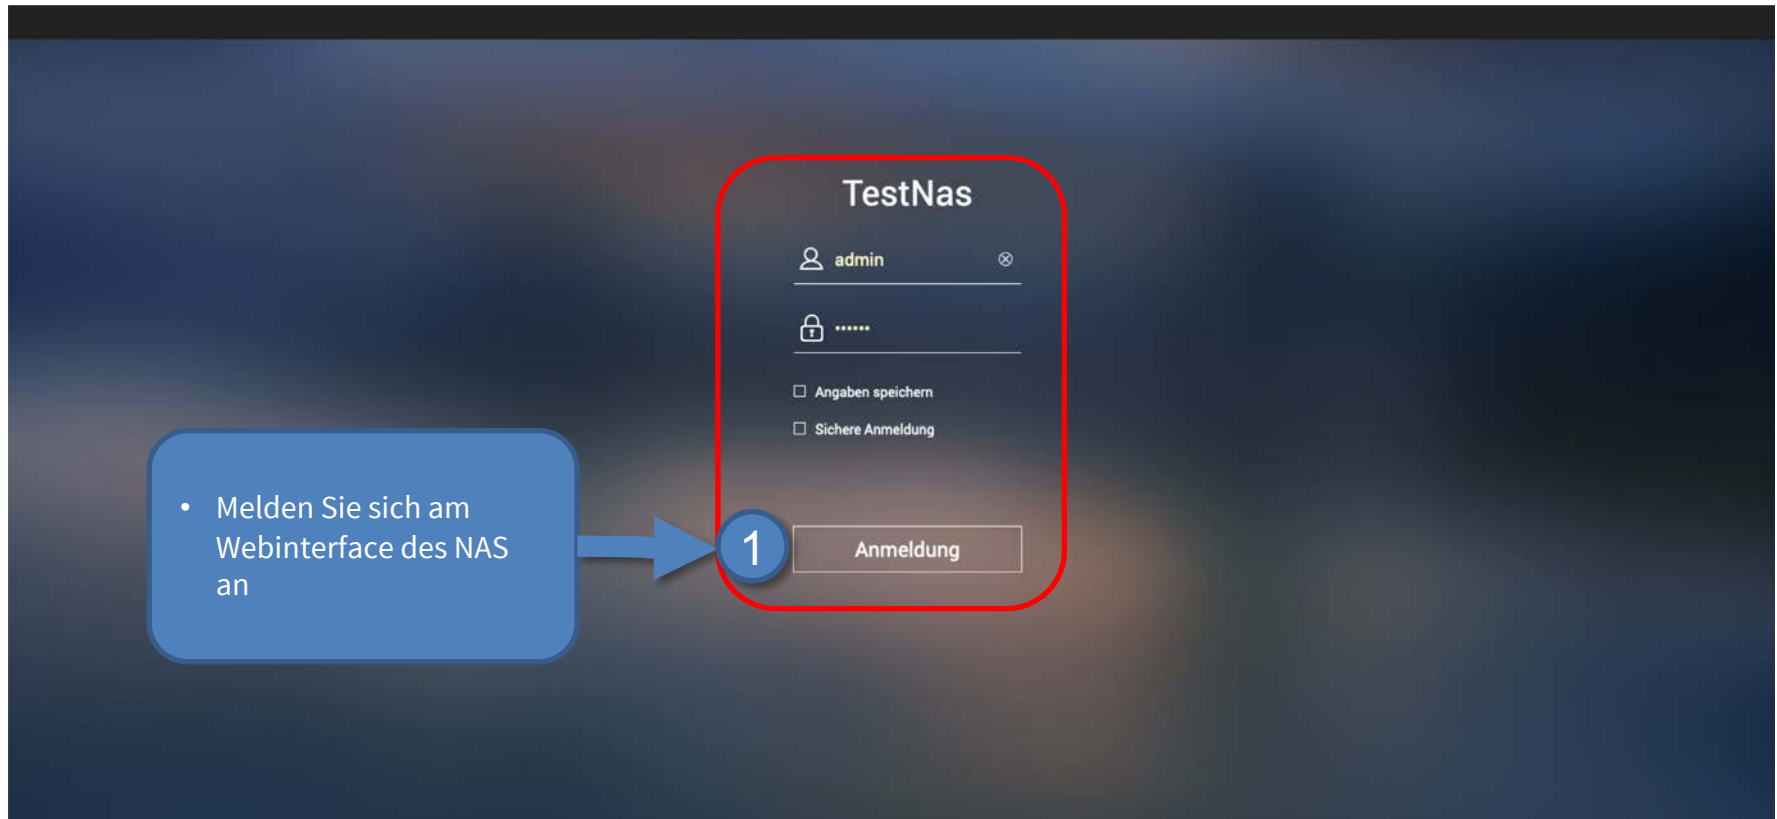 TestNas
admin
••••••
Angaben speichern
Sichere Anmeldung
• Melden Sie sich am
Webinterface des NAS
an
1
Anmeldung